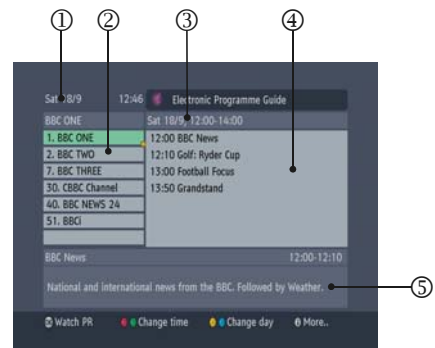 ① ② ③ ④
Sat 18/9 12:46 Electronic Programme Guide
BBC ONE Sat 18/9, 12:00-14:00
1. BBC ONE 12:00 BBC News
2. BBC TWO 12:10 Golf: Ryder Cup
7. BBC THREE 13:00 Football Focus
30. CBBC Channel 13:50 Grandstand
40. BBC NEWS 24
51. BBCi
BBC News 12:00-12:10
National and international news from the BBC. Followed by Weather.
⑤
Watch PR Change time Change day More..